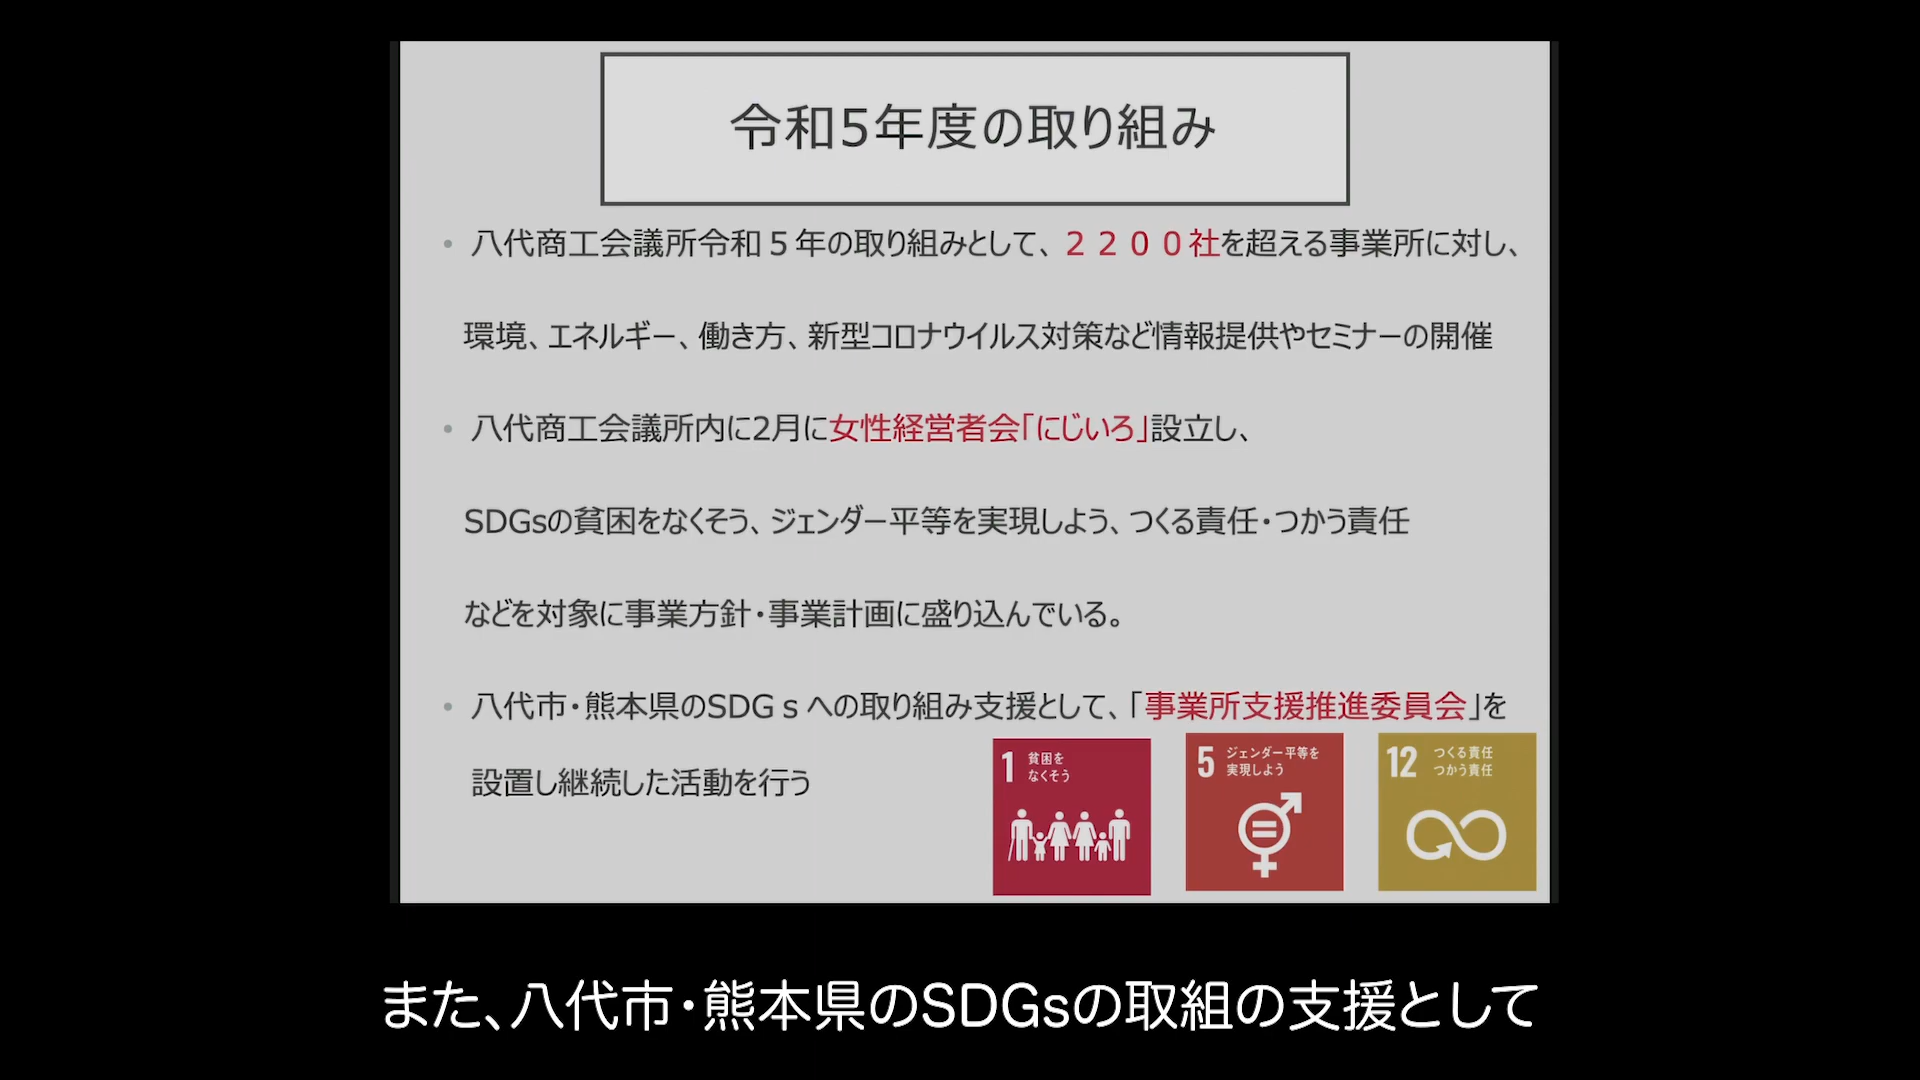 令和5年度の取り組み
• 八代商工会議所令和５年の取り組みとして、２２００社を超える事業所に対し、
環境、エネルギー、働き方、新型コロナウイルス対策など情報提供やセミナーの開催
• 八代商工会議所内に2月に女性経営者会「にじいろ」設立し、
SDGsの貧困をなくそう、ジェンダー平等を実現しよう、つくる責任・つかう責任
などを対象に事業方針・事業計画に盛り込んでいる。
• 八代市・熊本県のSDGｓへの取り組み支援として、「事業所支援推進委員会」を
設置し継続した活動を行う
1 貧困を
なくそう
5 ジェンダー平等を
実現しよう
12 つくる責任
つかう責任
また、八代市・熊本県のSDGsの取組の支援として